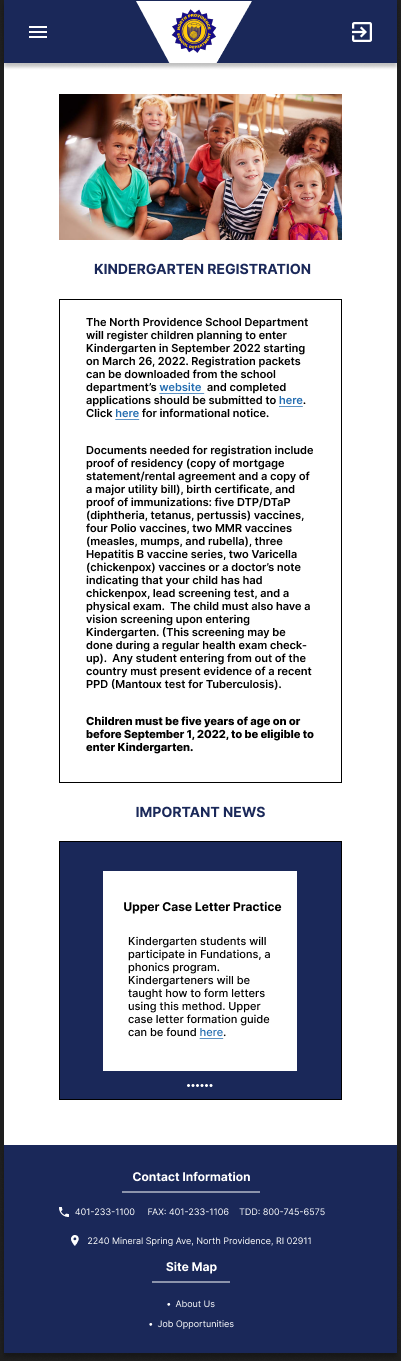 KINDERGARTEN REGISTRATION
The North Providence School Department
will register children planning to enter
Kindergarten in September 2022 starting
on March 26, 2022. Registration packets
can be downloaded from the school
department's website and completed
applications should be submitted to here.
Click here for informational notice.
Documents needed for registration include
proof of residency (copy of mortgage
statement/rental agreement and a copy of
a major utility bill), birth certificate, and
proof of immunizations: five DTP/DTaP
(diphtheria, tetanus, pertussis) vaccines,
four Polio vaccines, two MMR vaccines
(measles, mumps, and rubella), three
Hepatitis B vaccine series, two Varicella
(chickenpox) vaccines or a doctor's note
indicating that your child has had
chickenpox, lead screening test, and a
physical exam. The child must also have a
vision screening upon entering
Kindergarten. (This screening may be
done during a regular health exam check-
up). Any student entering from out of the
country must present evidence of a recent
PPD (Mantoux test for Tuberculosis).
Children must be five years of age on or
before September 1, 2022, to be eligible to
enter Kindergarten.
IMPORTANT NEWS
Upper Case Letter Practice
Kindergarten students will
participate in Fundations, a
phonics program.
Kindergarteners will be
taught how to form letters
using this method. Upper
case letter formation guide
can be found here.
Contact Information
401-233-1100 FAX: 401-233-1106 TDD: 800-745-6575
2240 Mineral Spring Ave, North Providence, RI 02911
Site Map
• About Us
• Job Opportunities